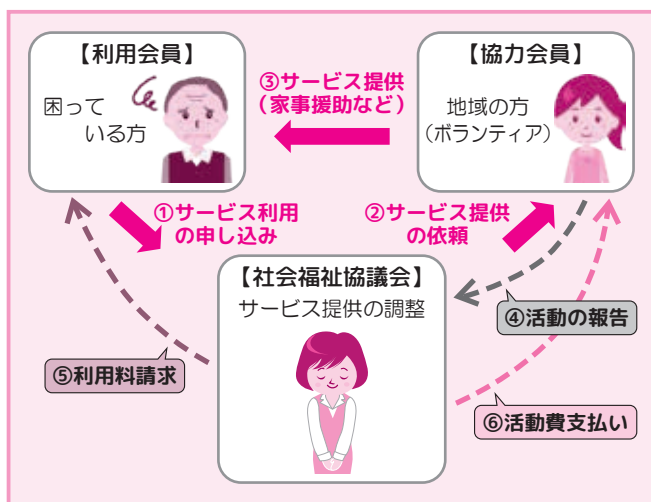 【利用会員】
困って
いる方
③サービス提供
（家事援助など）
【協力会員】
地域の方
（ボランティア）
①サービス利用
の申し込み
②サービス提供
の依頼
【社会福祉協議会】
サービス提供の調整
④活動の報告
⑤利用料請求
⑥活動費支払い